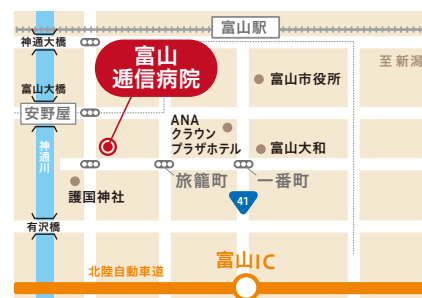 富山駅
神通大橋
至 新潟
富山
逓信病院
富山市役所
富山大橋
安野屋
ANA
クラウン
プラザホテル
富山大和
神通川
旅籠町
一番町
護国神社
41
有沢橋
富山IC
北陸自動車道